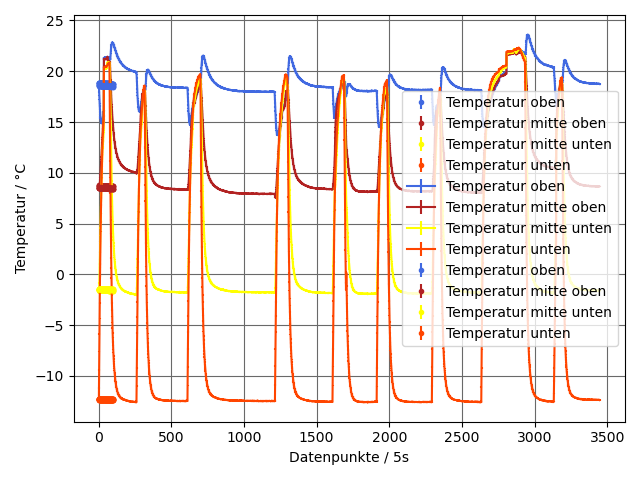 25
20
15
10
5
0
−5
−10
Temperatur / °C
0
500
1000
1500
2000
2500
3000
3500
Datenpunkte / 5s
Temperatur oben
Temperatur mitte oben
Temperatur mitte unten
Temperatur unten
Temperatur oben
Temperatur mitte oben
Temperatur mitte unten
Temperatur unten
Temperatur oben
Temperatur mitte oben
Temperatur mitte unten
Temperatur unten